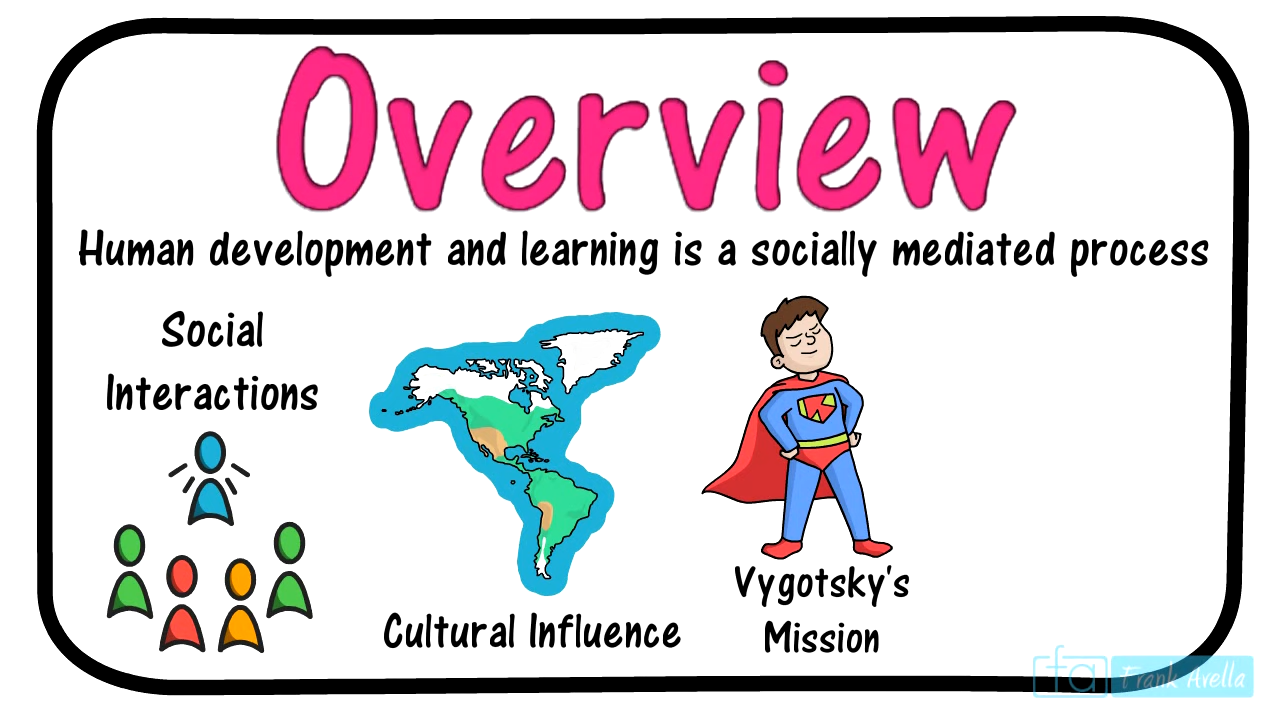 Overview
Human development and learning is a socially mediated process
Social
Interactions
Cultural Influence
Vygotsky's
Mission
fa Frank Avella